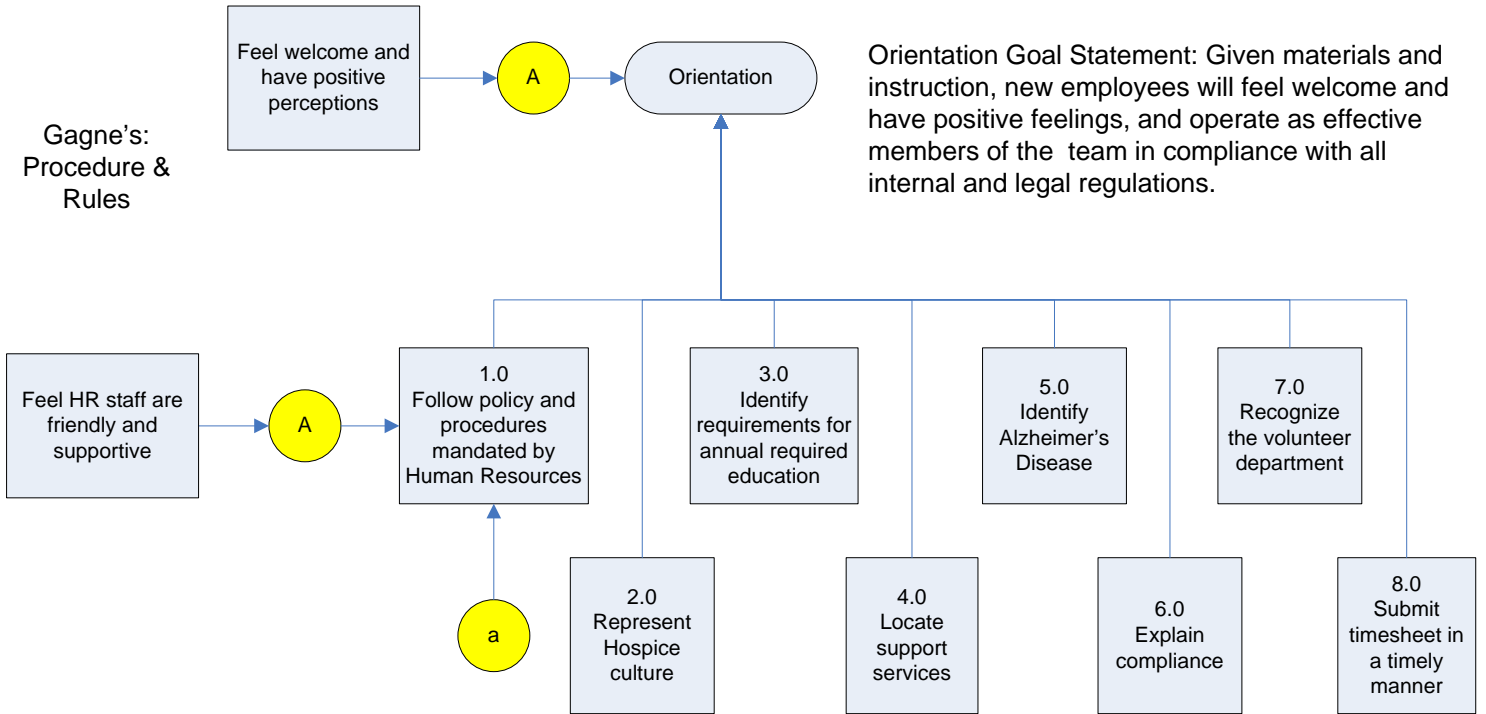 Feel welcome and
have positive
perceptions
A
Orientation
Orientation Goal Statement: Given materials and
instruction, new employees will feel welcome and
have positive feelings, and operate as effective
members of the  team in compliance with all
internal and legal regulations.
Gagne's:
Procedure &
Rules
Feel HR staff are
friendly and
supportive
A
1.0
Follow policy and
procedures
mandated by
Human Resources
3.0
Identify
requirements for
annual required
education
5.0
Identify
Alzheimer's
Disease
7.0
Recognize
the volunteer
department
a
2.0
Represent
Hospice
culture
4.0
Locate
support
services
6.0
Explain
compliance
8.0
Submit
timesheet in
a timely
manner